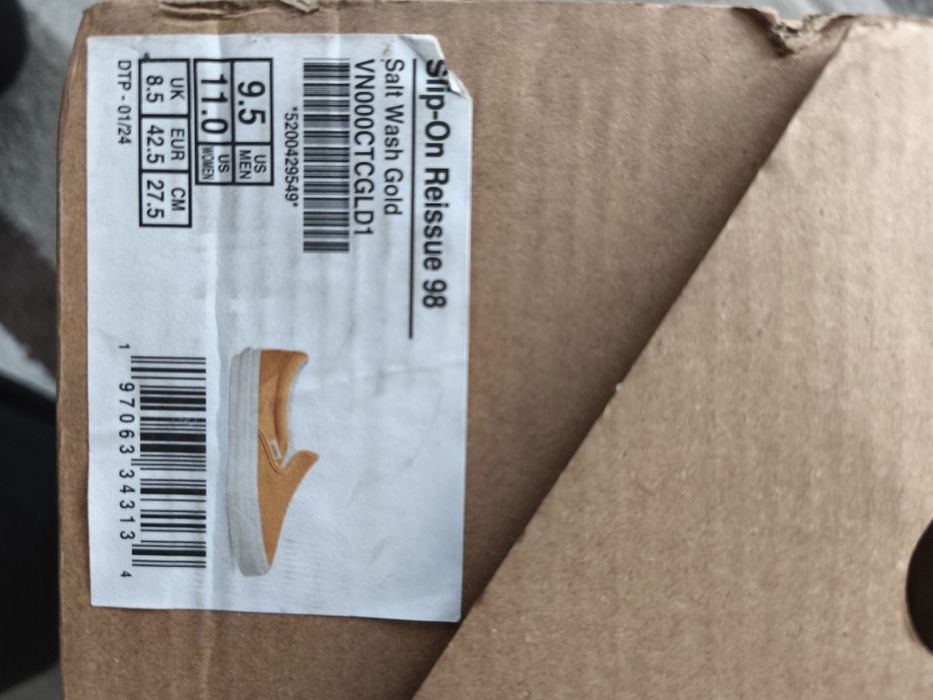 Slip-On Reissue 98
Salt Wash Gold
VN000CTCGLD1
*5200429549*
9.5 US MEN
11.0 US WOMEN
UK EUR CM
8.5 42.5 27.5
DTP - 01/24
1 97063 34313 4